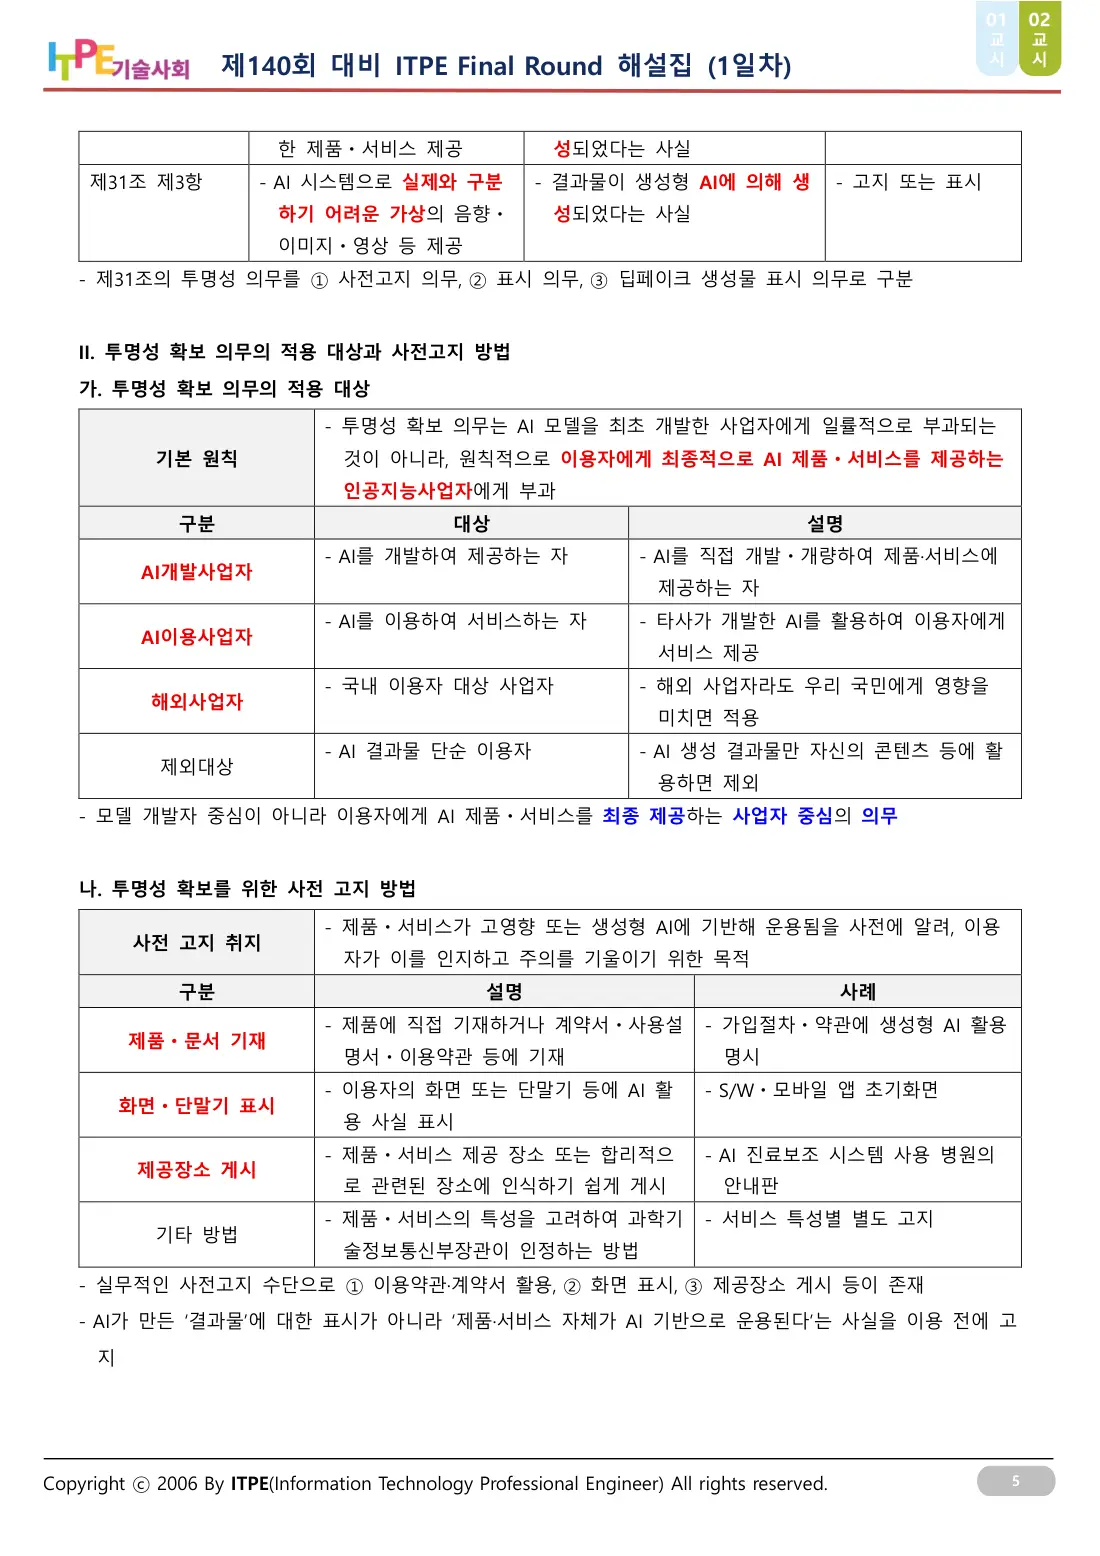 01 교시
02 교시
ITPE기술사회 제140회 대비 ITPE Final Round 해설집 (1일차)
한 제품・서비스 제공
성되었다는 사실
제31조 제3항
- AI 시스템으로 실제와 구분
하기 어려운 가상의 음향・
이미지・영상 등 제공
- 결과물이 생성형 AI에 의해 생
성되었다는 사실
- 고지 또는 표시
- 제31조의 투명성 의무를 ① 사전고지 의무, ② 표시 의무, ③ 딥페이크 생성물 표시 의무로 구분
II. 투명성 확보 의무의 적용 대상과 사전고지 방법
가. 투명성 확보 의무의 적용 대상
기본 원칙
- 투명성 확보 의무는 AI 모델을 최초 개발한 사업자에게 일률적으로 부과되는
것이 아니라, 원칙적으로 이용자에게 최종적으로 AI 제품・서비스를 제공하는
인공지능사업자에게 부과
구분
대상
설명
AI개발사업자
- AI를 개발하여 제공하는 자
- AI를 직접 개발・개량하여 제품·서비스에
제공하는 자
AI이용사업자
- AI를 이용하여 서비스하는 자
- 타사가 개발한 AI를 활용하여 이용자에게
서비스 제공
해외사업자
- 국내 이용자 대상 사업자
- 해외 사업자라도 우리 국민에게 영향을
미치면 적용
제외대상
- AI 결과물 단순 이용자
- AI 생성 결과물만 자신의 콘텐츠 등에 활
용하면 제외
- 모델 개발자 중심이 아니라 이용자에게 AI 제품・서비스를 최종 제공하는 사업자 중심의 의무
나. 투명성 확보를 위한 사전 고지 방법
사전 고지 취지
- 제품・서비스가 고영향 또는 생성형 AI에 기반해 운용됨을 사전에 알려, 이용
자가 이를 인지하고 주의를 기울이기 위한 목적
구분
설명
사례
제품・문서 기재
- 제품에 직접 기재하거나 계약서・사용설
명서・이용약관 등에 기재
- 가입절차・약관에 생성형 AI 활용
명시
화면・단말기 표시
- 이용자의 화면 또는 단말기 등에 AI 활
용 사실 표시
- S/W・모바일 앱 초기화면
제공장소 게시
- 제품・서비스 제공 장소 또는 합리적으
로 관련된 장소에 인식하기 쉽게 게시
- AI 진료보조 시스템 사용 병원의
안내판
기타 방법
- 제품・서비스의 특성을 고려하여 과학기
술정보통신부장관이 인정하는 방법
- 서비스 특성별 별도 고지
- 실무적인 사전고지 수단으로 ① 이용약관·계약서 활용, ② 화면 표시, ③ 제공장소 게시 등이 존재
- AI가 만든 ‘결과물’에 대한 표시가 아니라 ‘제품·서비스 자체가 AI 기반으로 운용된다’는 사실을 이용 전에 고
지
Copyright ⓒ 2006 By ITPE(Information Technology Professional Engineer) All rights reserved.
5